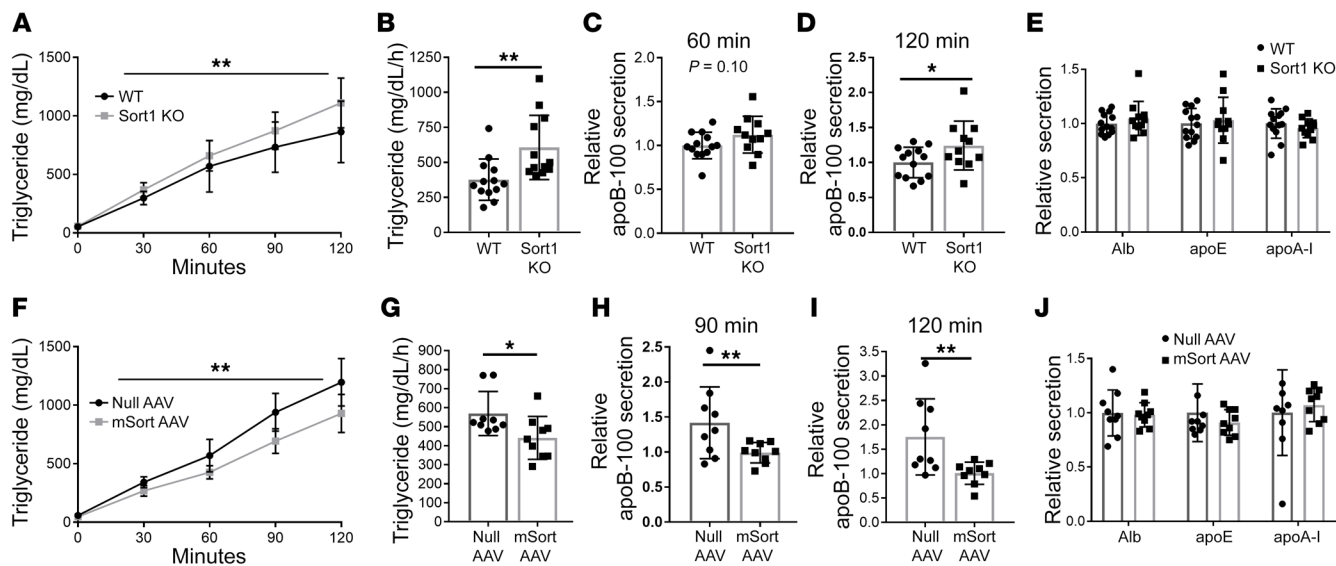 A
1500
1000
500
0
0
30
60
90
120
Triglyceride (mg/dL)
Minutes
**
WT
Sort1 KO
B
1250
1000
750
500
250
0
Triglyceride (mg/dL/h)
**
WT
Sort1
KO
C
60 min
P = 0.10
2.0
1.5
1.0
0.5
0.0
Relative
apoB-100 secretion
WT
Sort1
KO
D
120 min
*
2.5
2.0
1.5
1.0
0.5
0.0
Relative
apoB-100 secretion
WT
Sort1
KO
E
WT
Sort1 KO
1.5
1.0
0.5
0.0
Relative secretion
Alb
apoE
apoA-I
F
1500
1000
500
0
0
30
60
90
120
Triglyceride (mg/dL)
Minutes
**
Null AAV
mSort AAV
G
900
800
700
600
500
400
300
200
100
0
Triglyceride (mg/dL/h)
*
Null
AAV
mSort
AAV
H
90 min
**
2.5
2.0
1.5
1.0
0.5
0.0
Relative
apoB-100 secretion
Null
AAV
mSort
AAV
I
120 min
**
3.5
3.0
2.5
2.0
1.5
1.0
0.5
0.0
Relative
apoB-100 secretion
Null
AAV
mSort
AAV
J
Null AAV
mSort AAV
1.5
1.0
0.5
0.0
Relative secretion
Alb
apoE
apoA-I